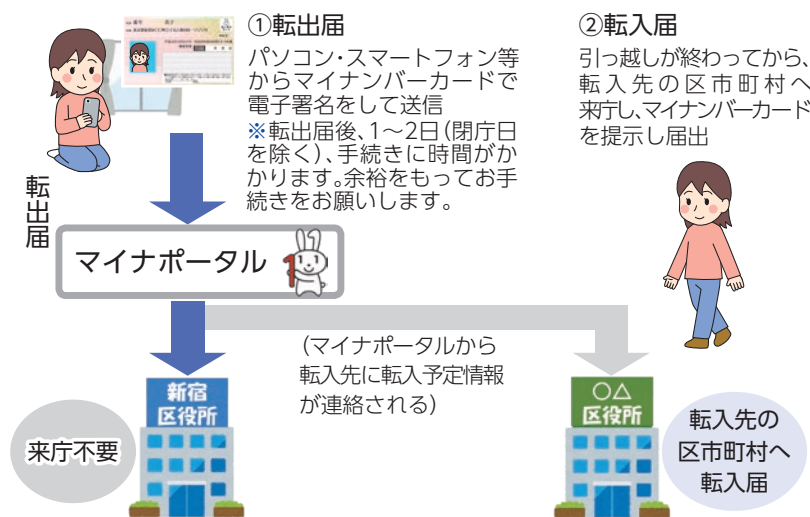 ①転出届
パソコン・スマートフォン等
からマイナンバーカードで
電子署名をして送信
※転出届後、1～2日(閉庁日
を除く)、手続きに時間がか
かります。余裕をもってお手
続きをお願いします。
②転入届
引っ越しが終わってから、
転入先の区市町村へ
来庁し、マイナンバーカード
を提示し届出
転出届
マイナポータル
(マイナポータルから
転入先に転入予定情報
が連絡される)
新宿
区役所
来庁不要
○△
区役所
転入先の
区市町村へ
転入届